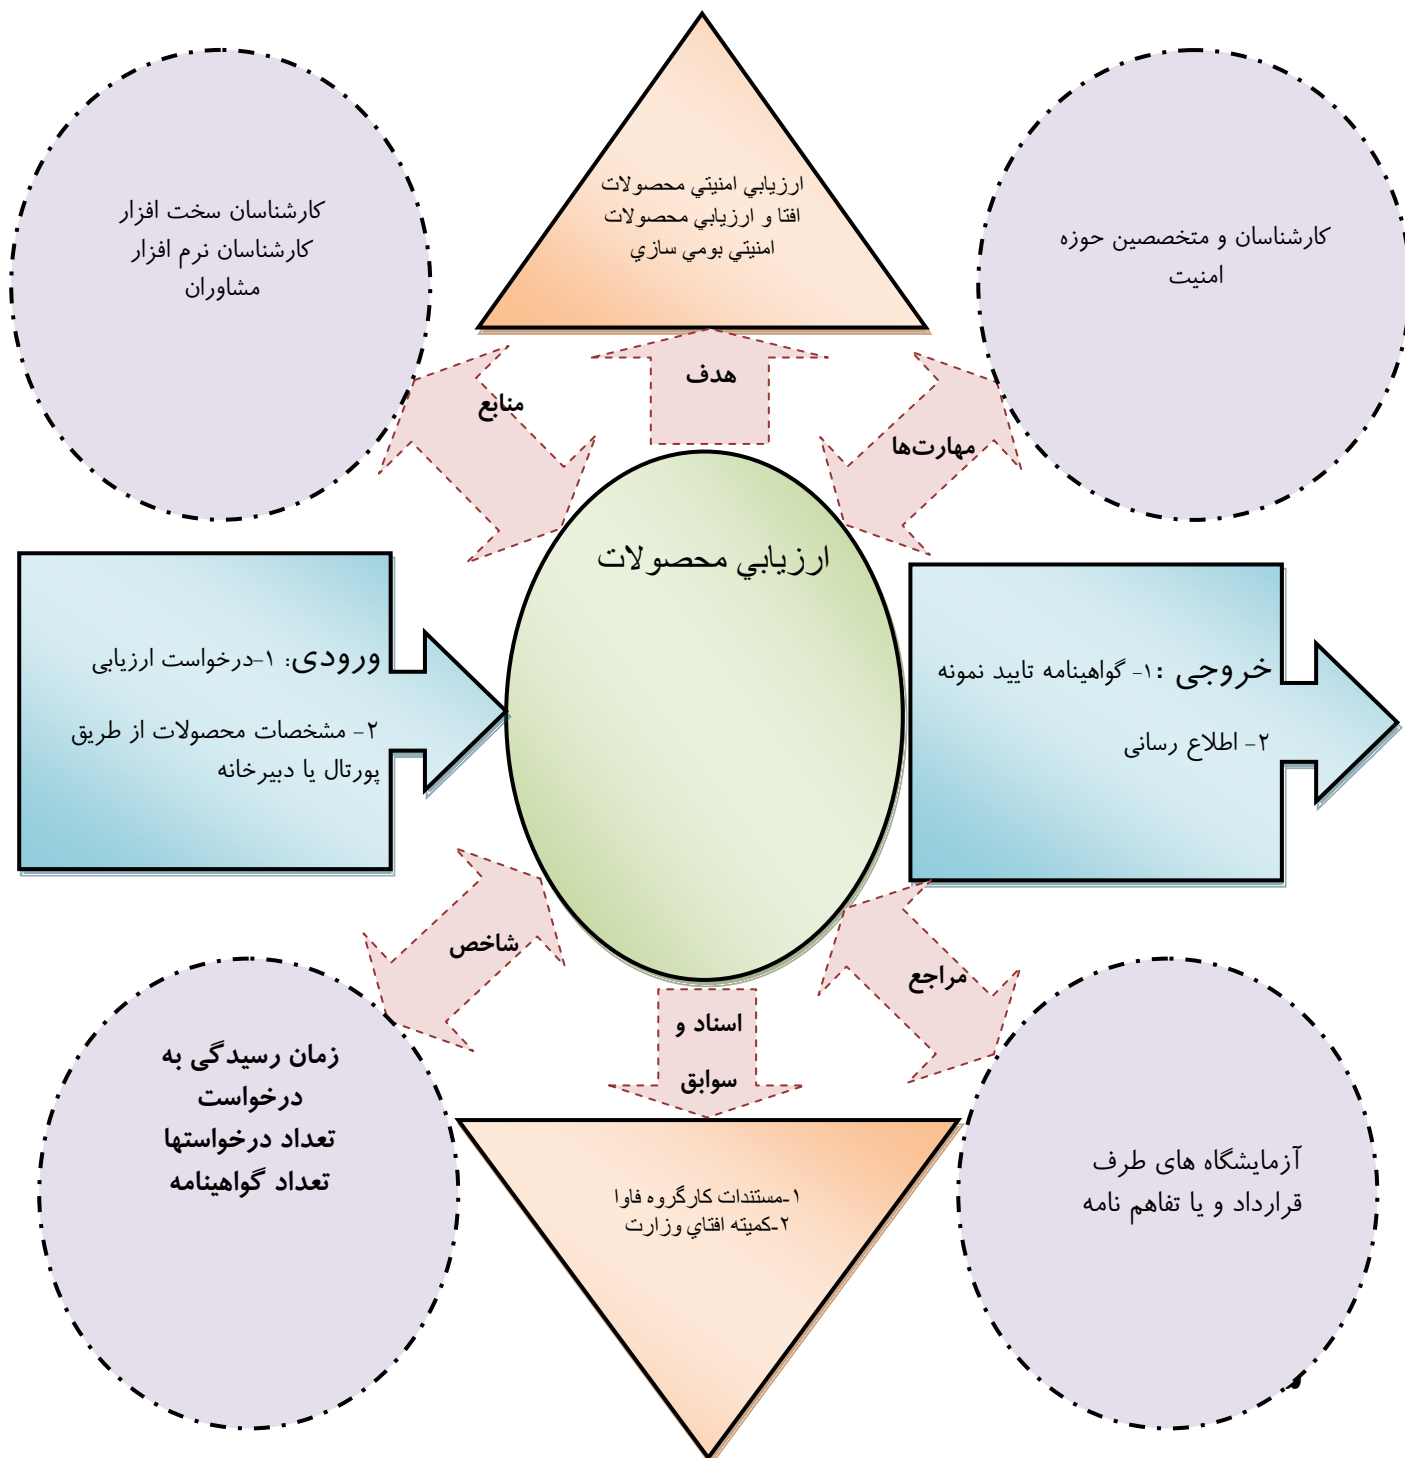 ارزيابي امنيتي محصولات
افتا و ارزيابي محصولات
امنيتي بومي سازي
کارشناسان و متخصصین حوزه
امنیت
کارشناسان سخت افزار
کارشناسان نرم افزار
مشاوران
هدف
مهارت‌ها
منابع
ارزيابي محصولات
ورودی: ۱-درخواست ارزیابی
۲- مشخصات محصولات از طریق
پورتال یا دبیرخانه
خروجی :۱- گواهینامه تایید نمونه
۲- اطلاع رسانی
شاخص
مراجع
اسناد و
سوابق
زمان رسیدگی به
درخواست
تعداد درخواستها
تعداد گواهینامه
آزمایشگاه های طرف
قرارداد و یا تفاهم نامه
۱-مستندات کارگروه فاوا
۲-کمیته افتاي وزارت